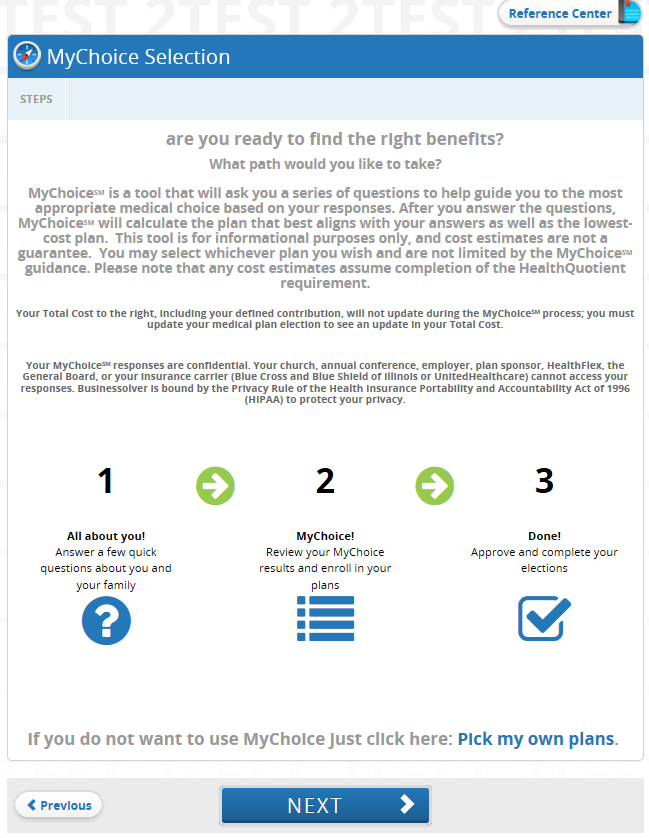 TEST 2TEST 2TEST 2TE
Reference Center
MyChoice Selection
STEPS
are you ready to find the right benefits?
What path would you like to take?
MyChoice℠ is a tool that will ask you a series of questions to help guide you to the most
appropriate medical choice based on your responses. After you answer the questions,
MyChoice℠ will calculate the plan that best aligns with your answers as well as the lowest-
cost plan.  This tool is for informational purposes only, and cost estimates are not a
guarantee.  You may select whichever plan you wish and are not limited by the MyChoice℠
guidance. Please note that any cost estimates assume completion of the HealthQuotient
requirement.
Your Total Cost to the right, including your defined contribution, will not update during the MyChoice℠ process; you must
update your medical plan election to see an update in your Total Cost.
Your MyChoice℠ responses are confidential. Your church, annual conference, employer, plan sponsor, HealthFlex, the
General Board, or your insurance carrier (Blue Cross and Blue Shield of Illinois or UnitedHealthcare) cannot access your
responses. Businessolver is bound by the Privacy Rule of the Health Insurance Portability and Accountability Act of 1996
(HIPAA) to protect your privacy.
1 2 3
All about you! MyChoice! Done!
Answer a few quick Review your MyChoice Approve and complete your
questions about you and results and enroll in your elections
your family plans
?
If you do not want to use MyChoice just click here: Pick my own plans.
Previous
NEXT